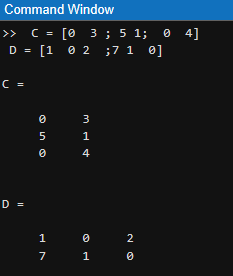 Command Window
>> C = [0 3 ; 5 1; 0 4]
D = [1 0 2 ;7 1 0]
C =
0 3
5 1
0 4
D =
1 0 2
7 1 0